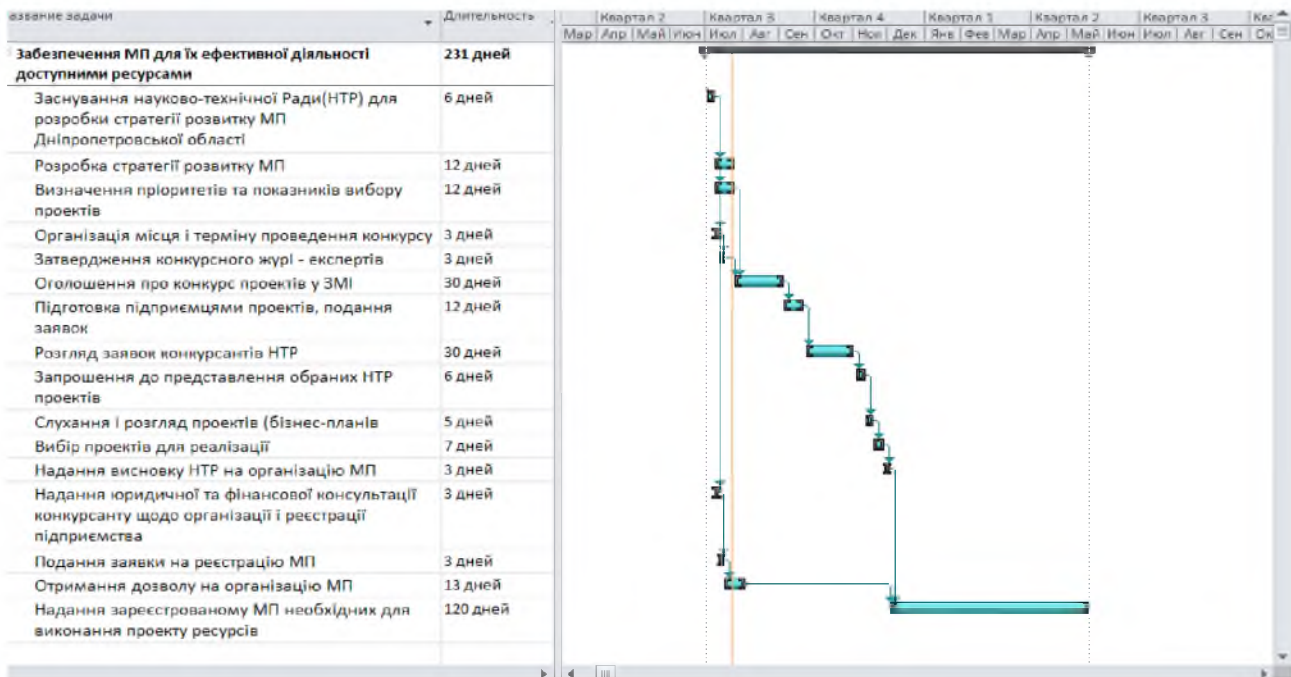 азвание задачи
Длительность
Квартал 2 Квартал 3 Квартал 4 Квартал 1 Квартал 2 Квартал 3
Мар Апр Май Июн Июл Авг Сен Окт Ноя Дек Янв Фев Мар Апр Май Июн Июл Авг Сен
Забезпечення МП для їх ефективної діяльності 231 дней
доступними ресурсами
Заснування науково-технічної Ради(НТР) для 6 дней
розробки стратегії розвитку МП
Дніпропетровської області
Розробка стратегії розвитку МП 12 дней
Визначення пріоритетів та показників вибору 12 дней
проектів
Організація місця і терміну проведення конкурсу 3 дней
Затвердження конкурсного журі - експертів 3 дней
Оголошення про конкурс проектів у ЗМІ 30 дней
Підготовка підприємцями проектів, подання 12 дней
заявок
Розгляд заявок конкурсантів НТР 30 дней
Запрошення до представлення обраних НТР 6 дней
проектів
Слухання і розгляд проектів (бізнес-планів 5 дней
Вибір проектів для реалізації 7 дней
Надання висновку НТР на організацію МП 3 дней
Надання юридичної та фінансової консультації 3 дней
конкурсанту щодо організації і реєстрації
підприємства
Подання заявки на реєстрацію МП 3 дней
Отримання дозволу на організацію МП 13 дней
Надання зареєстрованому МП необхідних для 120 дней
виконання проекту ресурсів